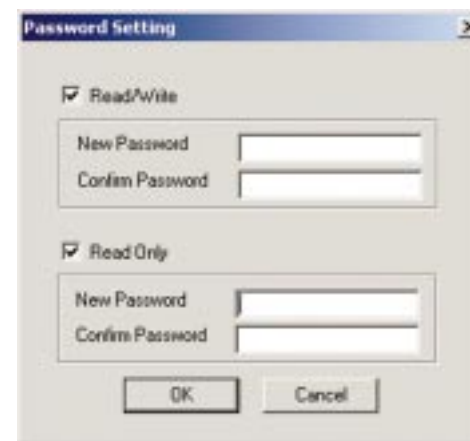 Password Setting
Read/Write
New Password
Confirm Password
Read Only
New Password
Confirm Password
OK
Cancel